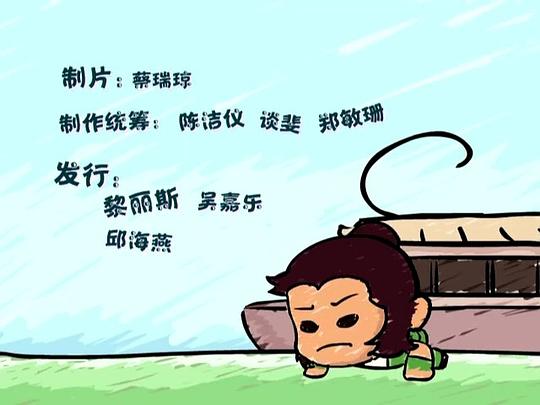 制片：蔡瑞琼
制作统筹：陈洁仪 谈斐 郑敏珊
发行：
黎丽斯 吴嘉乐
邱海燕